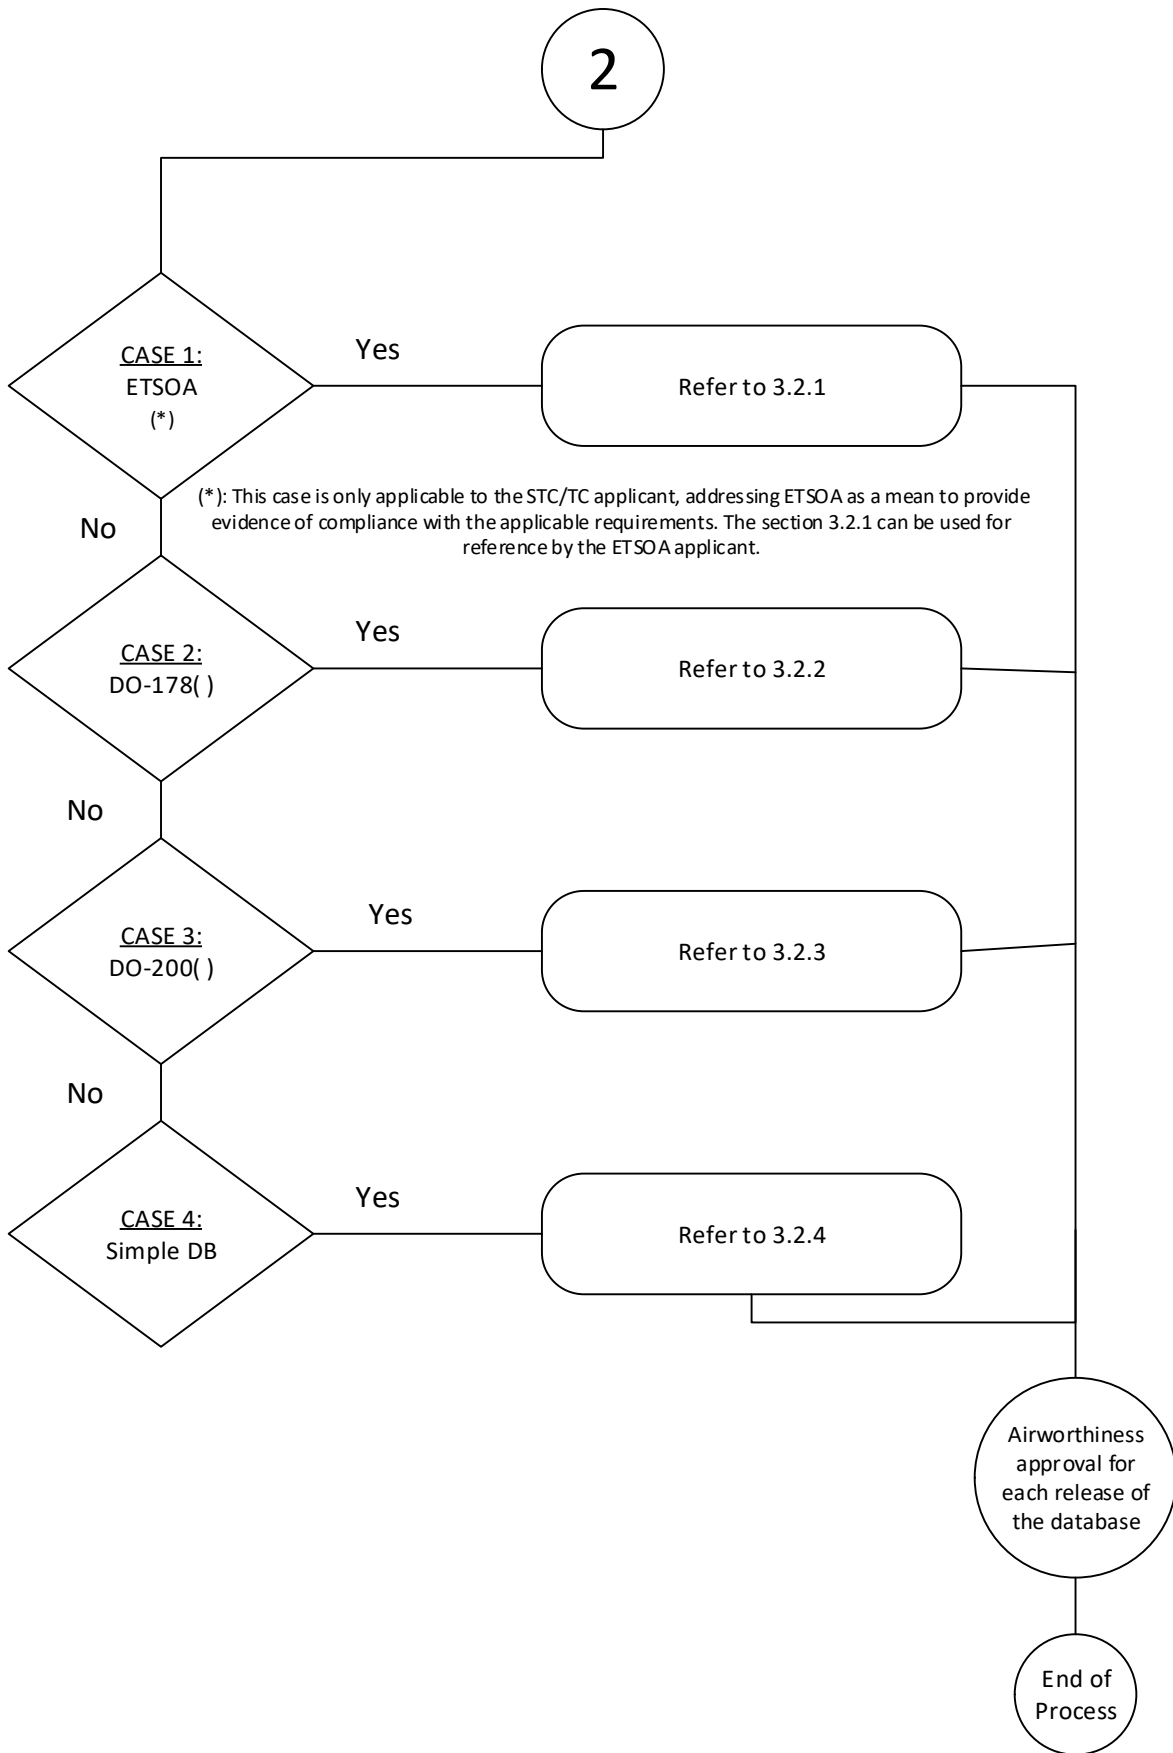 2
CASE 1:
ETSOA
(*)
Yes
Refer to 3.2.1
(*): This case is only applicable to the STC/TC applicant, addressing ETSOA as a mean to provide
evidence of compliance with the applicable requirements. The section 3.2.1 can be used for
reference by the ETSOA applicant.
No
CASE 2:
DO-178( )
Yes
Refer to 3.2.2
No
CASE 3:
DO-200( )
Yes
Refer to 3.2.3
No
CASE 4:
Simple DB
Yes
Refer to 3.2.4
Airworthiness
approval for
each release of
the database
End of
Process